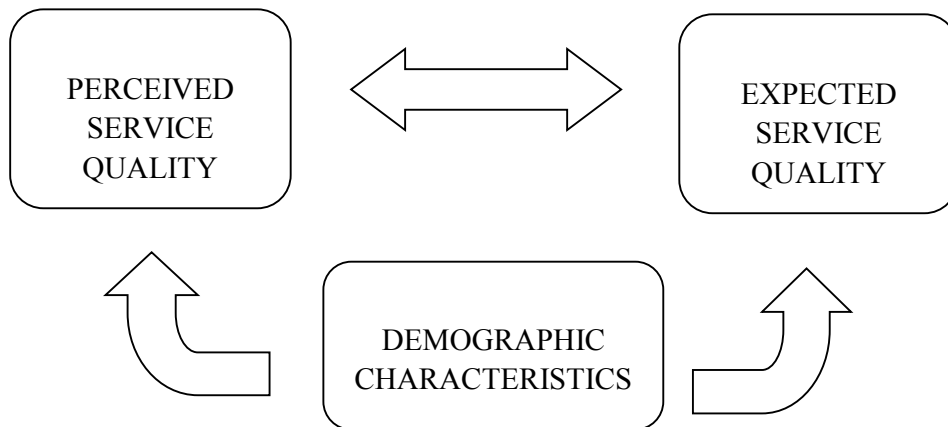 PERCEIVED
SERVICE
QUALITY
EXPECTED
SERVICE
QUALITY
DEMOGRAPHIC
CHARACTERISTICS